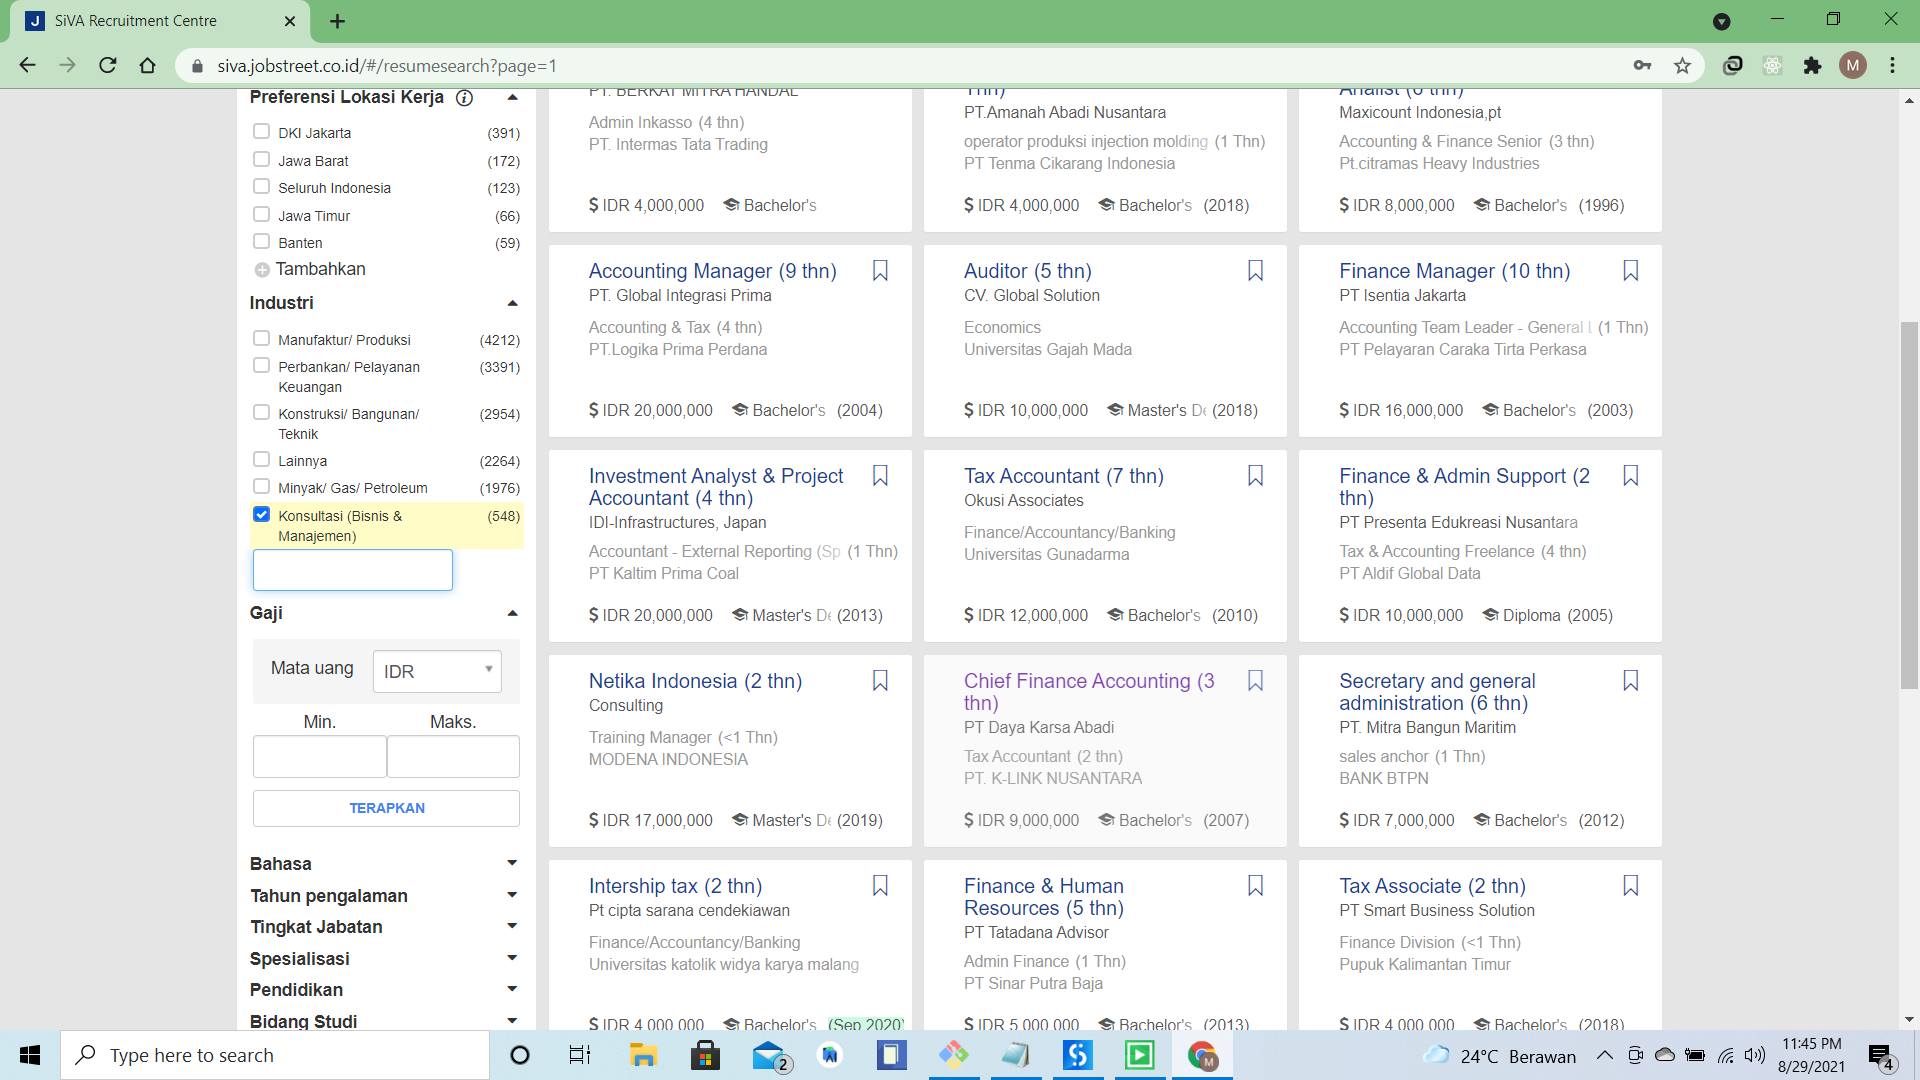 SiVA Recruitment Centre
siva.jobstreet.co.id/#/resumesearch?page=1
M
Preferensi Lokasi Kerja
DKI Jakarta (391)
Jawa Barat (172)
Seluruh Indonesia (123)
Jawa Timur (66)
Banten (59)
Tambahkan
Industri
Manufaktur/ Produksi (4212)
Perbankan/ Pelayanan (3391)
Keuangan
Konstruksi/ Bangunan/ (2954)
Teknik
Lainnya (2264)
Minyak/ Gas/ Petroleum (1976)
Konsultasi (Bisnis & (548)
Manajemen)
Gaji
Mata uang IDR
Min. Maks.
TERAPKAN
Bahasa
Tahun pengalaman
Tingkat Jabatan
Spesialisasi
Pendidikan
Bidang Studi
PT. BERKAT MITRA HANDAL
Admin Inkasso (4 thn)
PT. Intermas Tata Trading
$ IDR 4,000,000 Bachelor's
Thn)
PT.Amanah Abadi Nusantara
operator produksi injection molding (1 Thn)
PT Tenma Cikarang Indonesia
$ IDR 4,000,000 Bachelor's (2018)
Analist (6 thn)
Maxicount Indonesia,pt
Accounting & Finance Senior (3 thn)
Pt.citramas Heavy Industries
$ IDR 8,000,000 Bachelor's (1996)
Accounting Manager (9 thn)
PT. Global Integrasi Prima
Accounting & Tax (4 thn)
PT.Logika Prima Perdana
$ IDR 20,000,000 Bachelor's (2004)
Auditor (5 thn)
CV. Global Solution
Economics
Universitas Gajah Mada
$ IDR 10,000,000 Master's De (2018)
Finance Manager (10 thn)
PT Isentia Jakarta
Accounting Team Leader - General L (1 Thn)
PT Pelayaran Caraka Tirta Perkasa
$ IDR 16,000,000 Bachelor's (2003)
Investment Analyst & Project
Accountant (4 thn)
IDI-Infrastructures, Japan
Accountant - External Reporting (Sp (1 Thn)
PT Kaltim Prima Coal
$ IDR 20,000,000 Master's De (2013)
Tax Accountant (7 thn)
Okusi Associates
Finance/Accountancy/Banking
Universitas Gunadarma
$ IDR 12,000,000 Bachelor's (2010)
Finance & Admin Support (2
thn)
PT Presenta Edukreasi Nusantara
Tax & Accounting Freelance (4 thn)
PT Aldif Global Data
$ IDR 10,000,000 Diploma (2005)
Netika Indonesia (2 thn)
Consulting
Training Manager (<1 Thn)
MODENA INDONESIA
$ IDR 17,000,000 Master's De (2019)
Chief Finance Accounting (3
thn)
PT Daya Karsa Abadi
Tax Accountant (2 thn)
PT. K-LINK NUSANTARA
$ IDR 9,000,000 Bachelor's (2007)
Secretary and general
administration (6 thn)
PT. Mitra Bangun Maritim
sales anchor (1 Thn)
BANK BTPN
$ IDR 7,000,000 Bachelor's (2012)
Intership tax (2 thn)
Pt cipta sarana cendekiawan
Finance/Accountancy/Banking
Universitas katolik widya karya malang
$ IDR 4,000,000 Bachelor's (Sep 2020)
Finance & Human
Resources (5 thn)
PT Tatadana Advisor
Admin Finance (1 Thn)
PT Sinar Putra Baja
$ IDR 5,000,000 Bachelor's (2013)
Tax Associate (2 thn)
PT Smart Business Solution
Finance Division (<1 Thn)
Pupuk Kalimantan Timur
$ IDR 4,000,000 Bachelor's (2018)
Type here to search
2
M
24°C Berawan
11:45 PM
8/29/2021
4